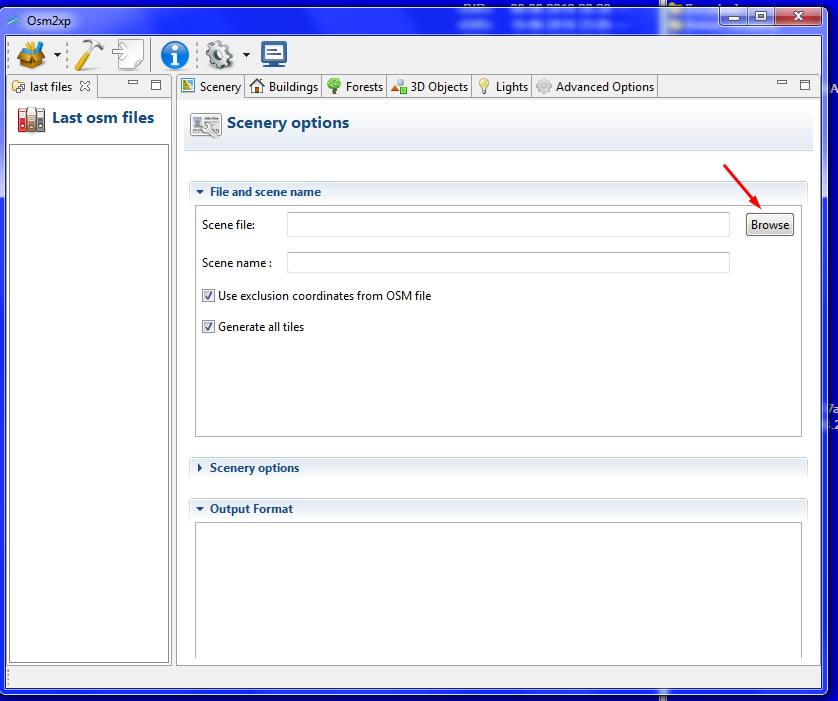 Osm2xp
last files
Last osm files
Scenery Buildings Forests 3D Objects Lights Advanced Options
Scenery options
File and scene name
Scene file: Browse
Scene name :
Use exclusion coordinates from OSM file
Generate all tiles
Scenery options
Output Format